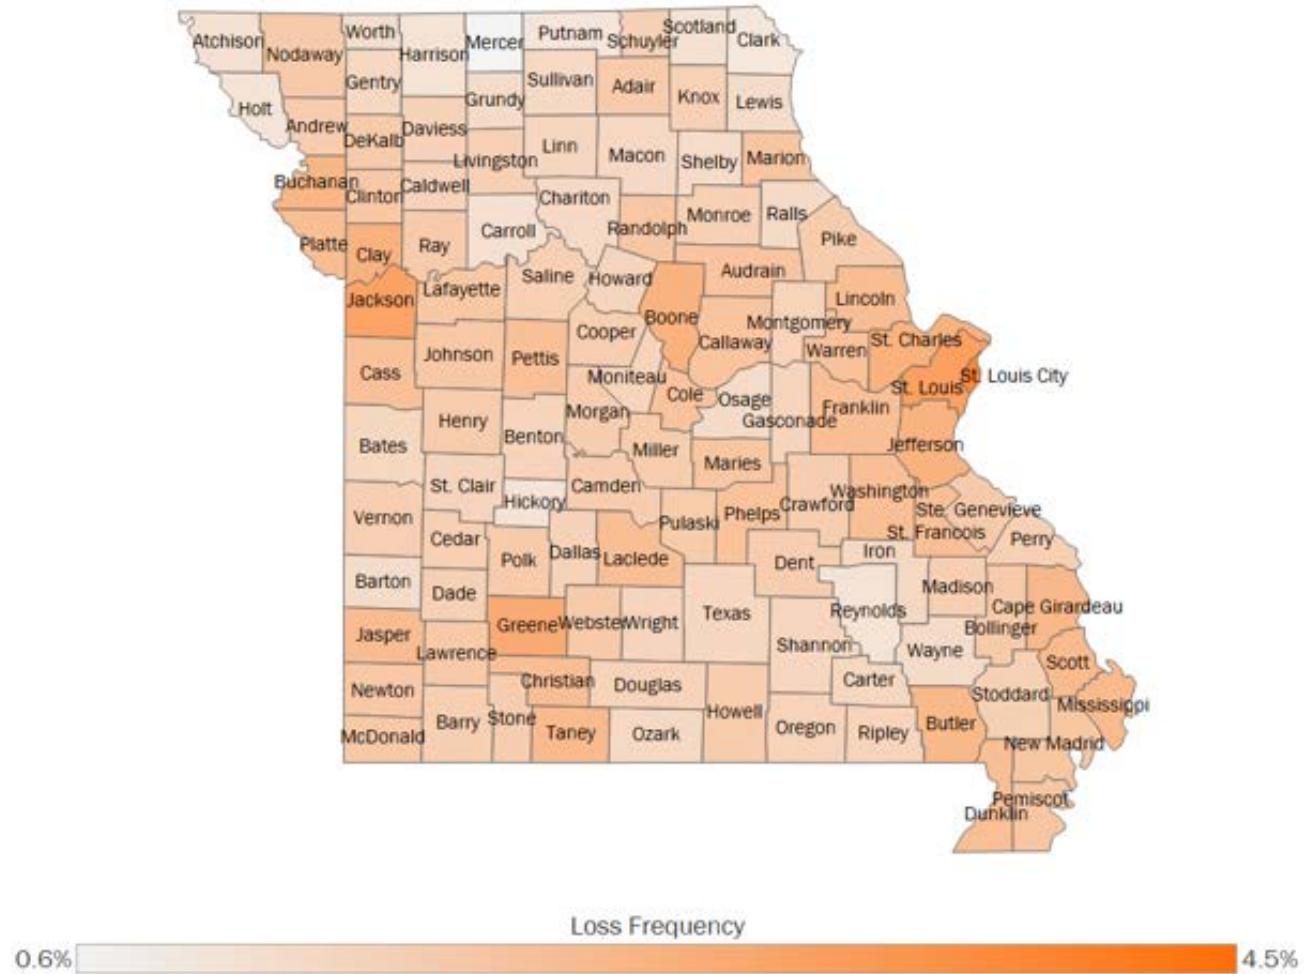 Atchison
Nodaway
Worth
Harrison
Mercer
Putnam
Schuyler
Scotland
Clark
Gentry
Sullivan
Adair
Knox
Lewis
Holt
Andrew
DeKalb
Daviess
Grundy
Livingston
Linn
Macon
Shelby
Marion
Buchanan
Clinton
Caldwell
Carroll
Chariton
Randolph
Monroe
Ralls
Pike
Platte
Clay
Ray
Jackson
Lafayette
Saline
Howard
Boone
Audrain
Callaway
Montgomery
Lincoln
Warren
St. Charles
St. Louis
St. Louis City
Cass
Johnson
Pettis
Cooper
Moniteau
Morgan
Cole
Osage
Gasconade
Franklin
Jefferson
Bates
Henry
Benton
Miller
Maries
St. Clair
Hickory
Camden
Pulaski
Phelps
Crawford
Washington
Ste. Genevieve
St. Francois
Perry
Vernon
Cedar
Polk
Dallas
Laclede
Dent
Iron
Madison
Barton
Dade
Greene
Webster
Wright
Texas
Shannon
Reynolds
Wayne
Cape Girardeau
Bollinger
Jasper
Lawrence
Christian
Douglas
Carter
Scott
Stoddard
Mississippi
Newton
McDonald
Barry
Stone
Taney
Ozark
Howell
Oregon
Ripley
Butler
New Madrid
Pemiscot
Dunklin
Loss Frequency
0.6%
4.5%